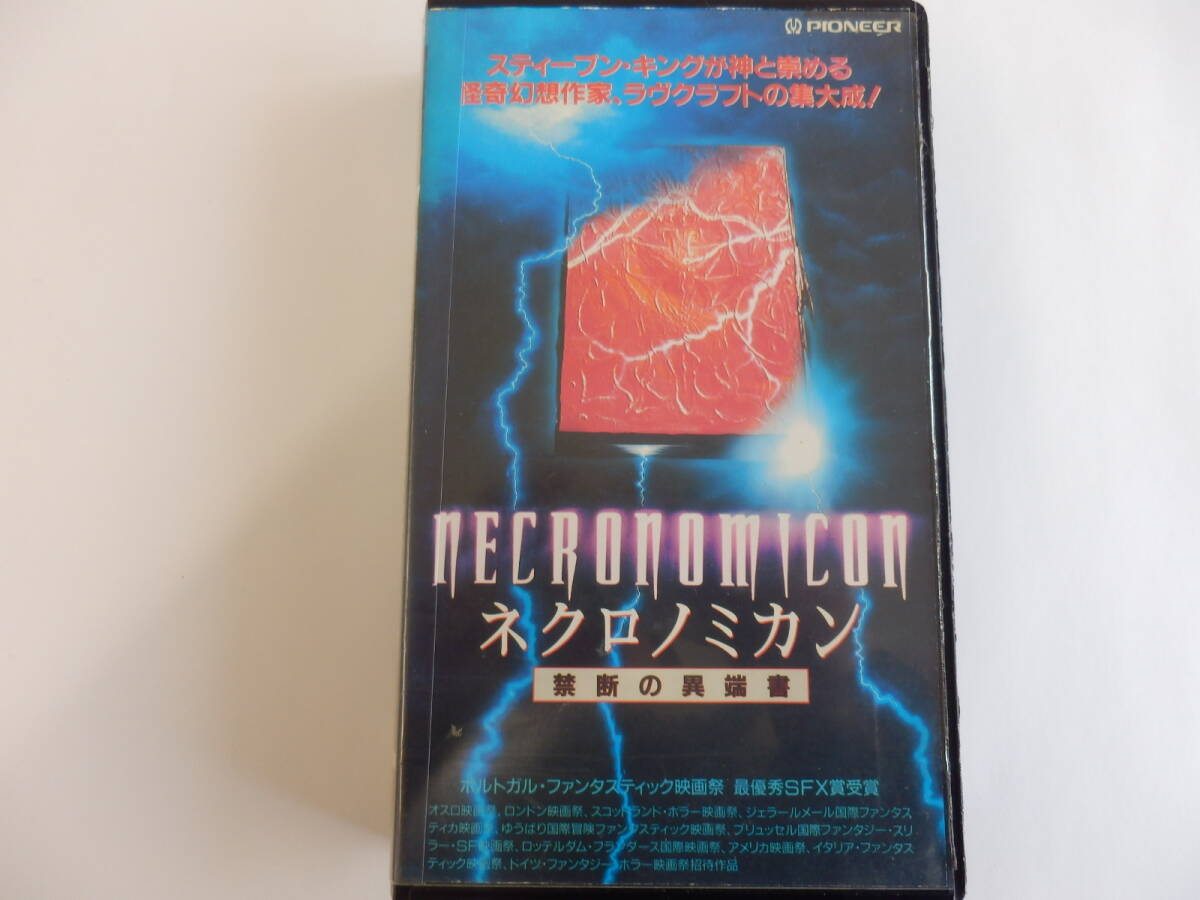 PIONEER
スティーブン・キングが神と崇める
怪奇幻想作家、ラヴクラフトの集大成!
NECRONOMICON
ネクロノミカン
禁断の異端書
ポルトガル・ファンタスティック映画祭 最優秀SFX賞受賞
オスロ映画祭、ロンドン映画祭、スコットランド・ホラー映画祭、ジェラールメール国際ファンタス
ティカ映画祭、ゆうばり国際冒険ファンタスティック映画祭、ブリュッセル国際ファンタジー・スリ
ラー・SF映画祭、ロッテルダム・フランダース国際映画祭、アメリカ映画祭、イタリア・ファンタス
ティック映画祭、ドイツ・ファンタジー・ホラー映画祭招待作品